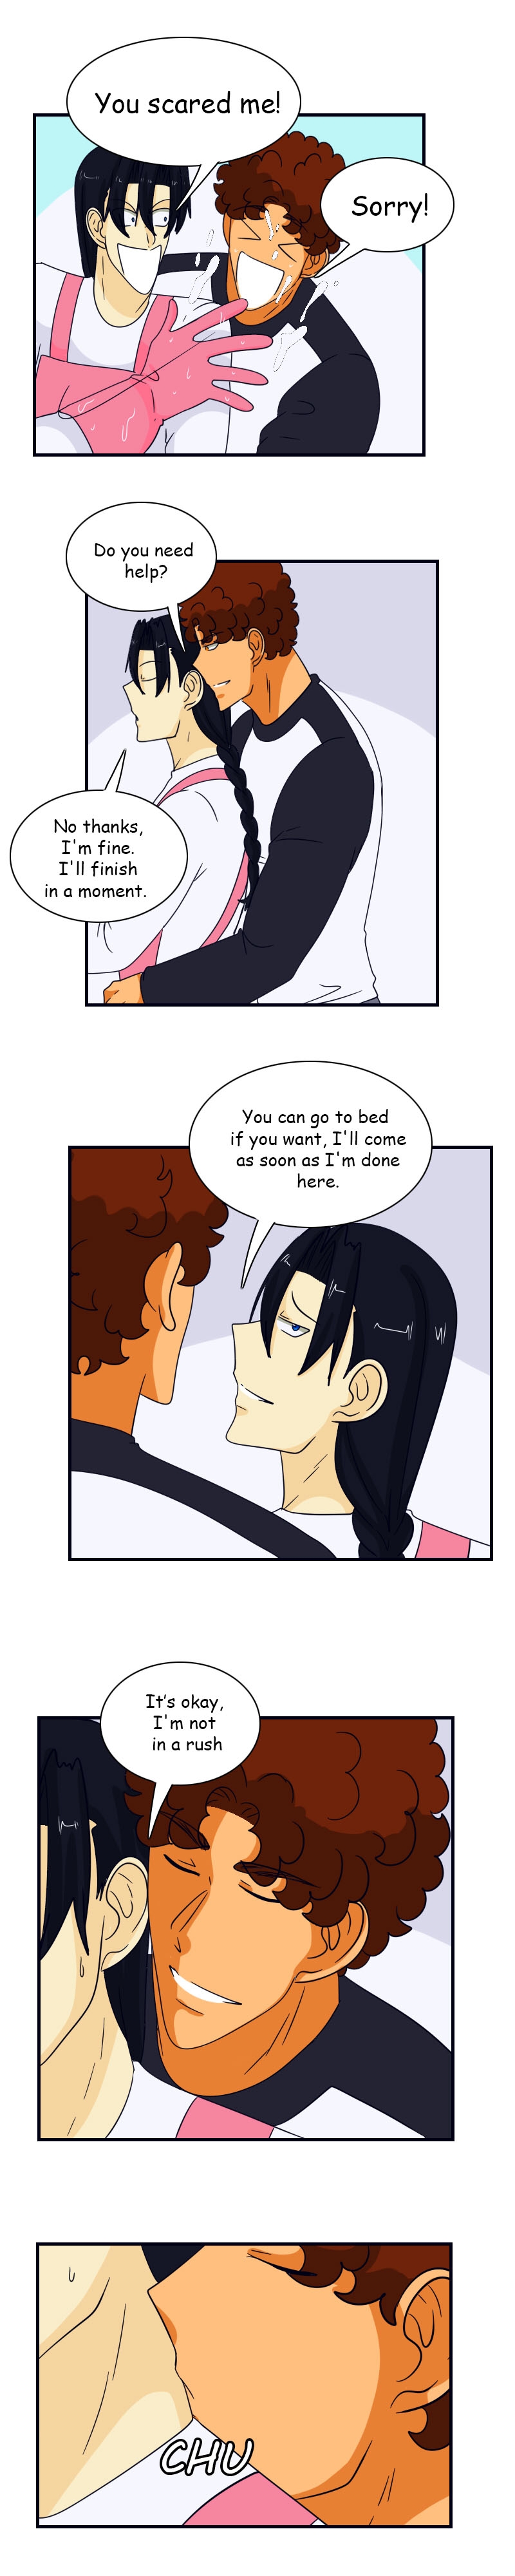 You scared me!
Sorry!
Do you need
help?
No thanks,
I'm fine.
I'll finish
in a moment.
You can go to bed
if you want, I'll come
as soon as I'm done
here.
It's okay,
I'm not
in a rush
CHU